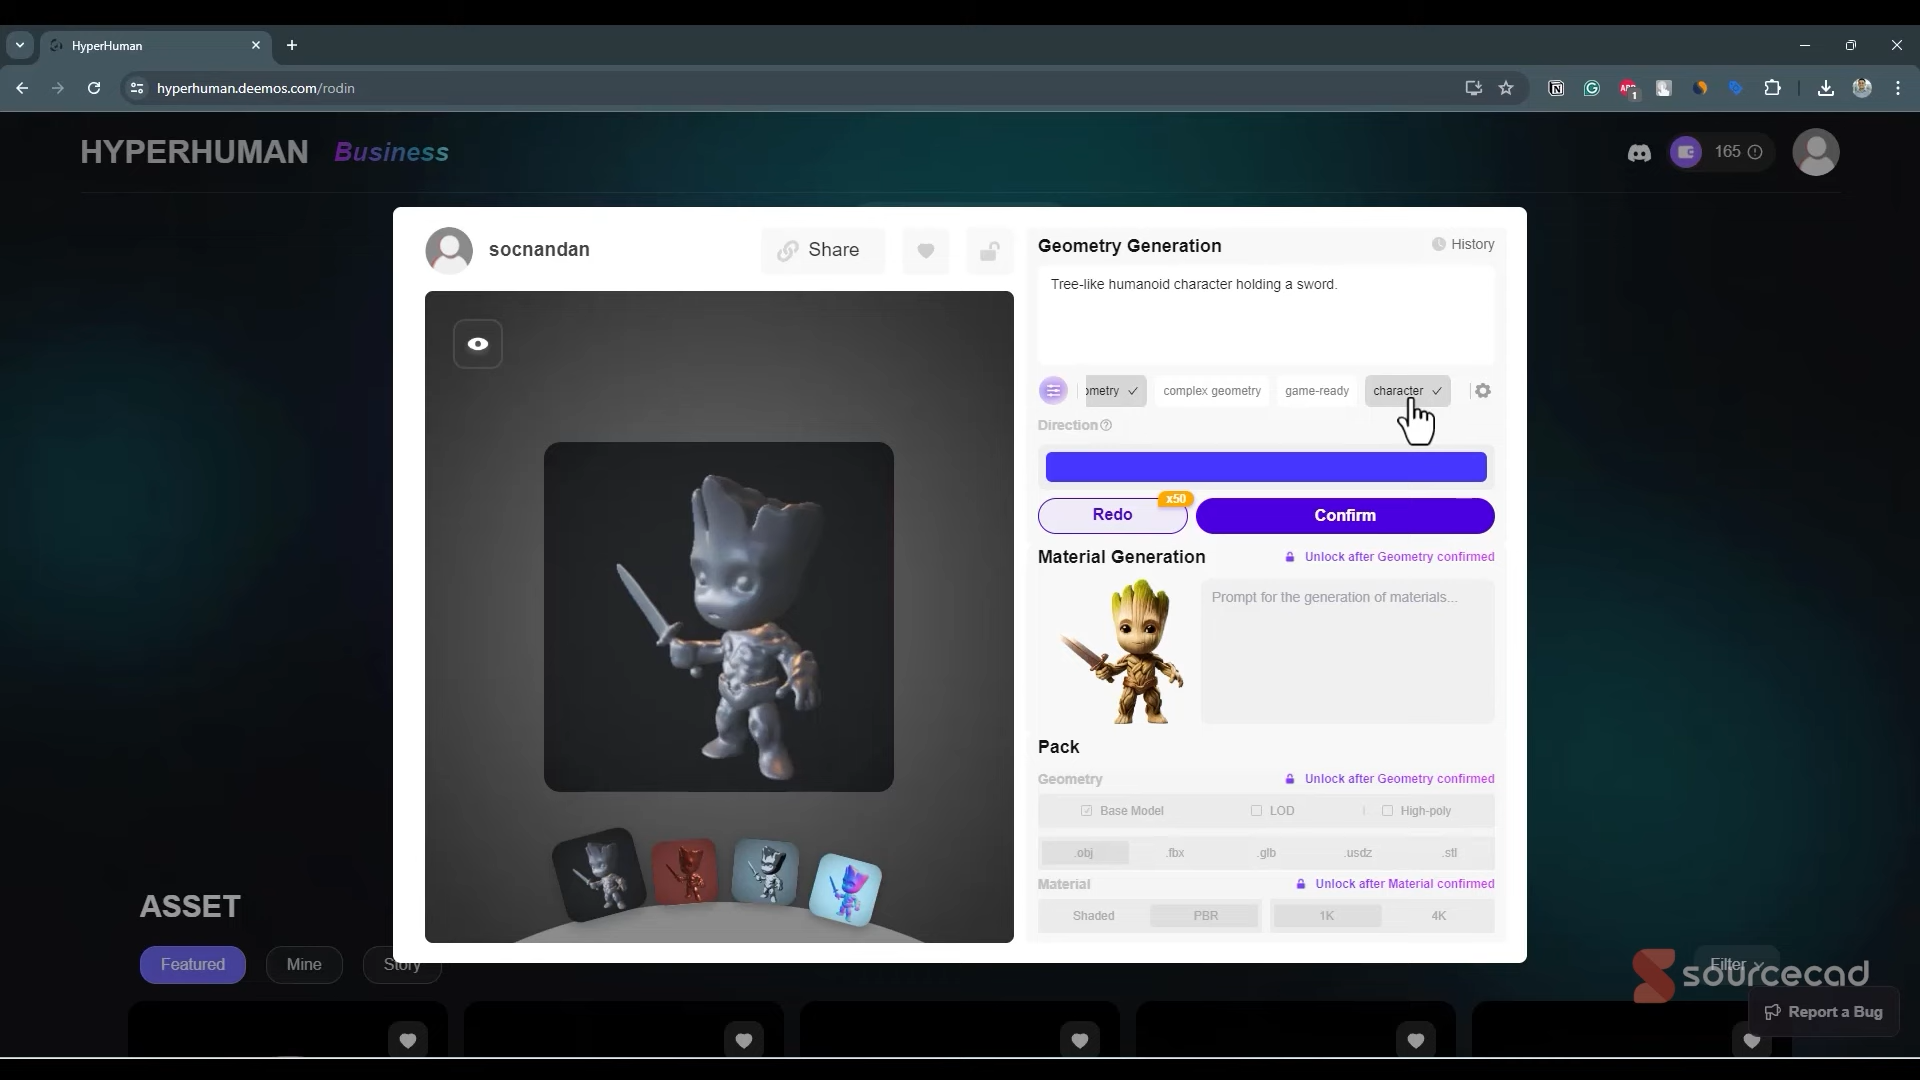 HyperHuman
hyperhuman.deemos.com/rodin
HYPERHUMAN Business
165
socnandan
Share
Geometry Generation
History
Tree-like humanoid character holding a sword.
ometry
complex geometry
game-ready
character
Direction
x50
Redo
Confirm
Material Generation
Unlock after Geometry confirmed
Prompt for the generation of materials...
Pack
Geometry
Unlock after Geometry confirmed
Base Model
LOD
High-poly
.obj
.fbx
.glb
.usdz
.stl
Material
Unlock after Material confirmed
Shaded
PBR
1K
4K
ASSET
Featured
Mine
Story
Filter
sourcecad
Report a Bug